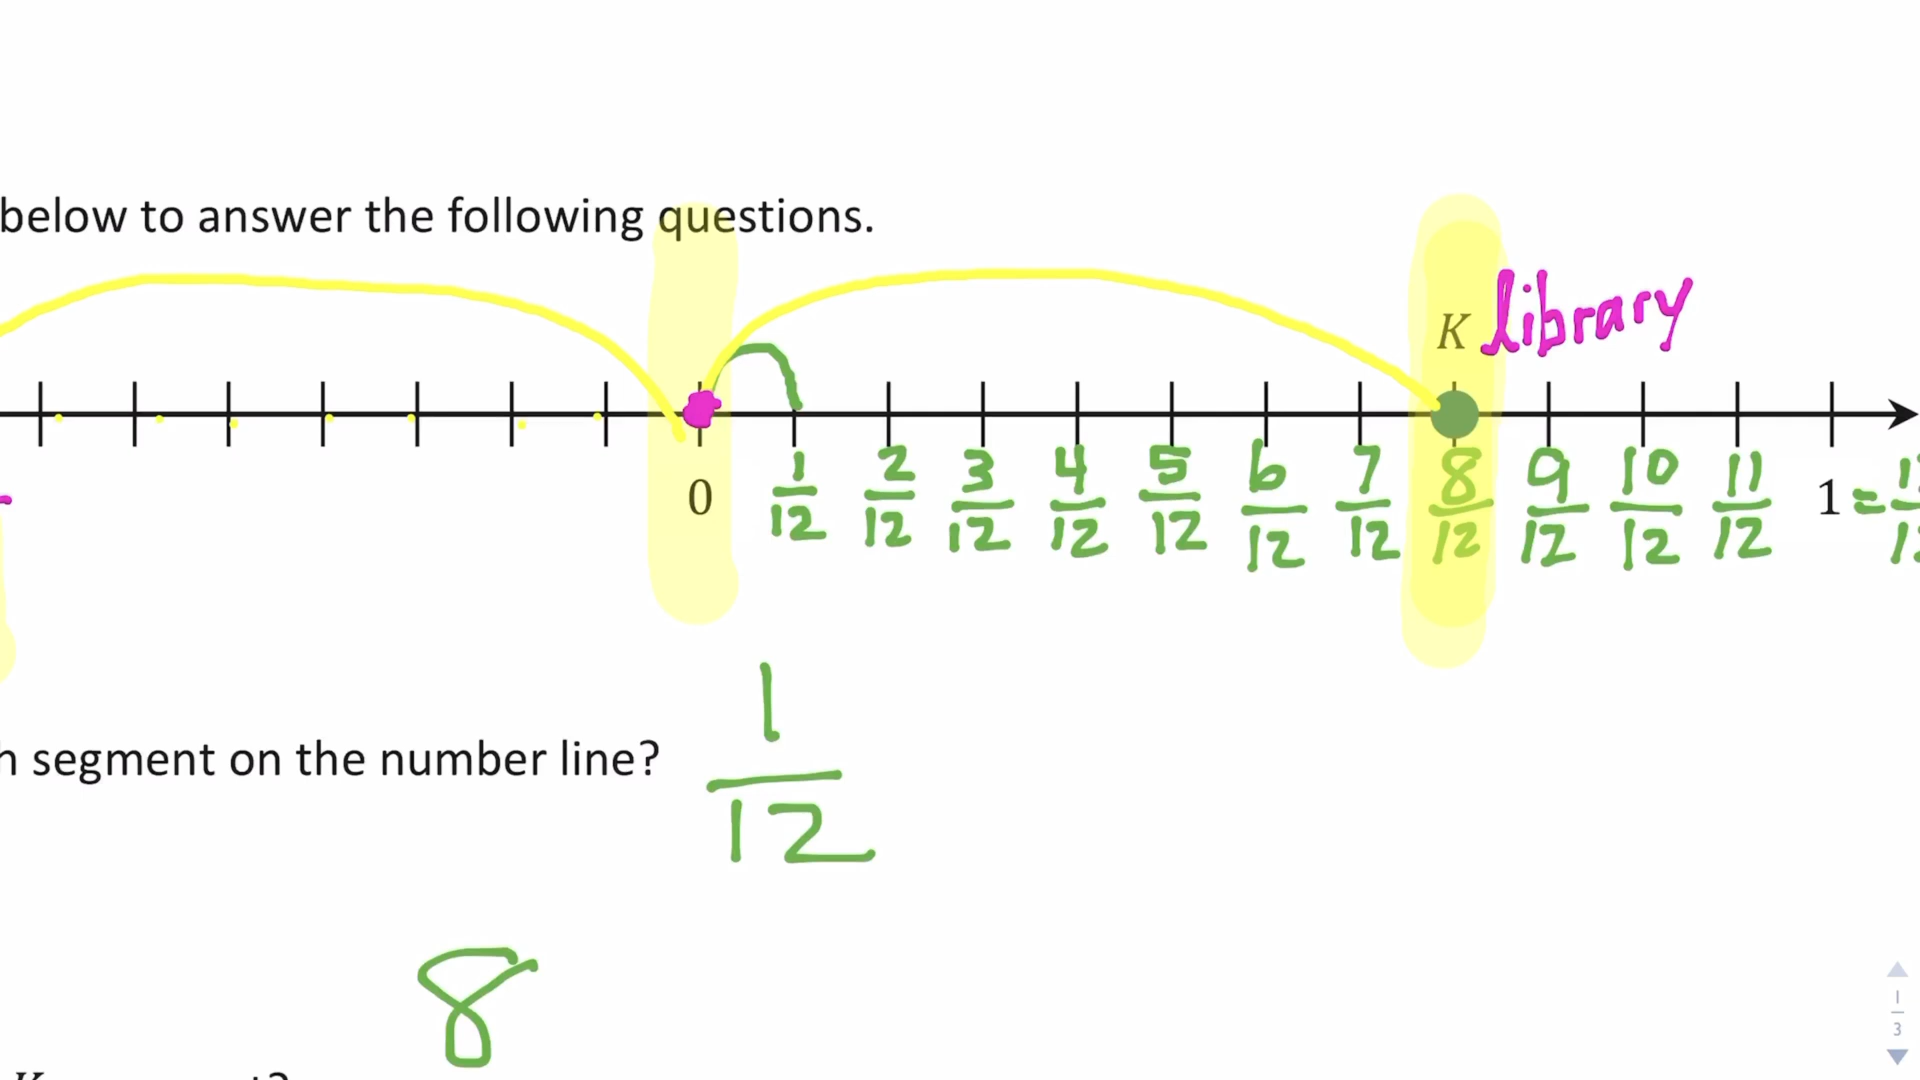 below to answer the following questions.
K library
0 1/12 2/12 3/12 4/12 5/12 6/12 7/12 8/12 9/12 10/12 11/12 1 =
segment on the number line? 1/12
8
K
1
3